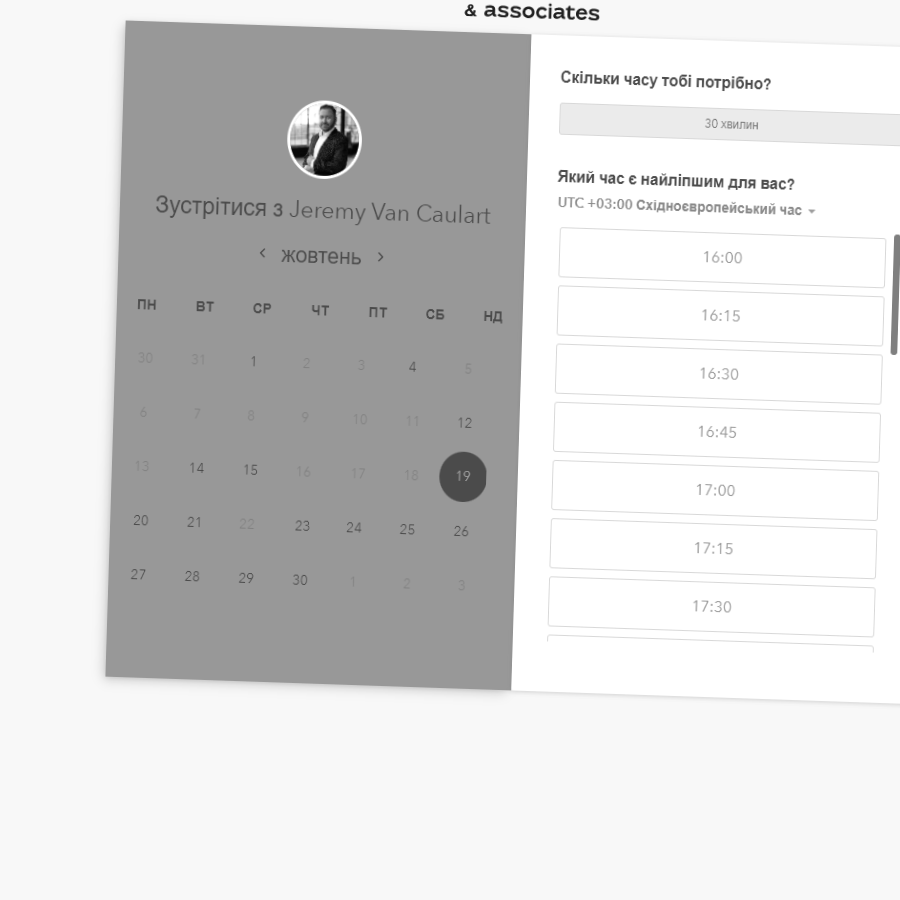 & associates
Зустрітися з Jeremy Van Caulart
‹ жовтень ›
ПН ВТ СР ЧТ ПТ СБ НД
30 31 1 2 3 4 5
6 7 8 9 10 11 12
13 14 15 16 17 18 19
20 21 22 23 24 25 26
27 28 29 30 1 2 3
Скільки часу тобі потрібно?
30 хвилин
Який час є найліпшим для вас?
UTC +03:00 Східноєвропейський час
16:00
16:15
16:30
16:45
17:00
17:15
17:30